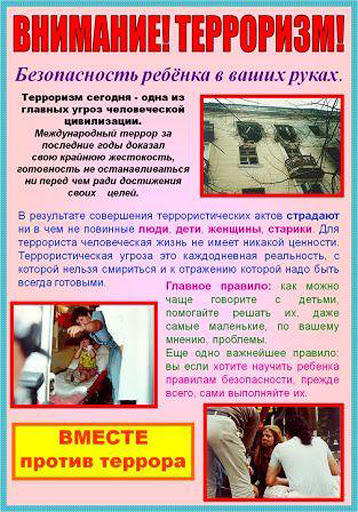 ВНИМАНИЕ! ТЕРРОРИЗМ!
Безопасность ребёнка в ваших руках.
Терроризм сегодня - одна из
главных угроз человеческой
цивилизации.
Международный террор за
последние годы доказал
свою крайнюю жестокость,
готовность не останавливаться
ни перед чем ради достижения
своих целей.
В результате совершения террористических актов страдают
ни в чем не повинные люди, дети, женщины, старики. Для
террориста человеческая жизнь не имеет никакой ценности.
Террористическая угроза это каждодневная реальность, с
которой нельзя смириться и к отражению которой надо быть
всегда готовыми.
Главное правило: как можно
чаще говорите с детьми,
помогайте решать их, даже
самые маленькие, по вашему
мнению, проблемы.
Еще одно важнейшее правило:
вы если хотите научить ребенка
правилам безопасности, прежде
всего, сами выполняйте их.
ВМЕСТЕ
против террора